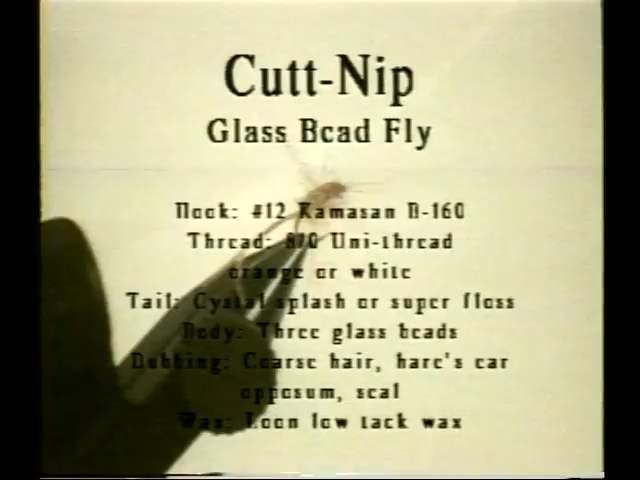 Cutt-Nip
Glass Bead Fly
Hook: #12 Kamasan B-160
Thread: 8/0 Uni-thread
orange or white
Tail: Cystal splash or super floss
Body: Three glass beads
Dubbing: Coarse hair, hare's ear
opposum, seal
Wax: Loon low tack wax